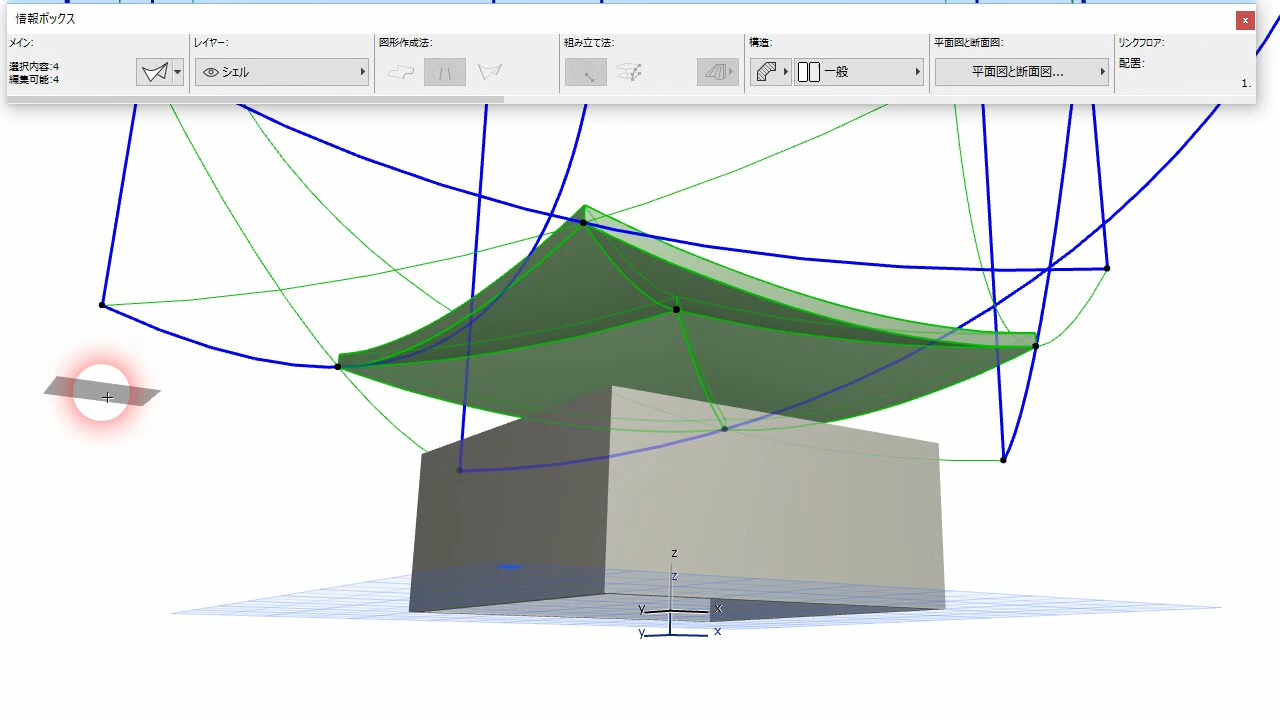 情報ボックス
x
メイン:
選択内容:4
編集可能:4
レイヤー:
シェル
図形作成法:
組み立て法:
構造:
一般
平面図と断面図:
平面図と断面図...
リンクフロア:
配置:
1.
z
z
y x
y x